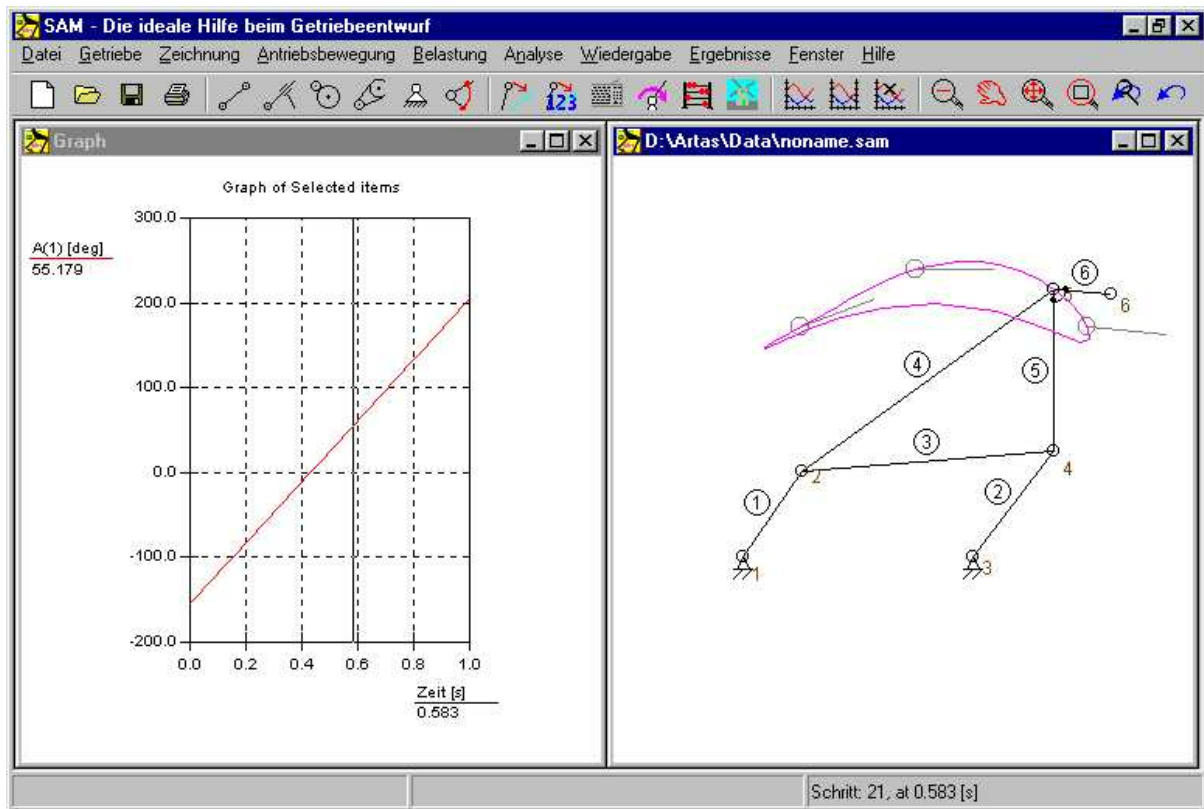 SAM - Die ideale Hilfe beim Getriebeentwurf
Datei Getriebe Zeichnung Antriebsbewegung Belastung Analyse Wiedergabe Ergebnisse Fenster Hilfe
123
Graph
Graph of Selected items
A(1) [deg]
55.179
300.0
200.0
100.0
0.0
-100.0
-200.0
0.0 0.2 0.4 0.6 0.8 1.0
Zeit [s]
0.583
D:\Artas\Data\noname.sam
6
5
6
4
5
3
2
4
1
2
1
3
Schritt: 21, at 0.583 [s]